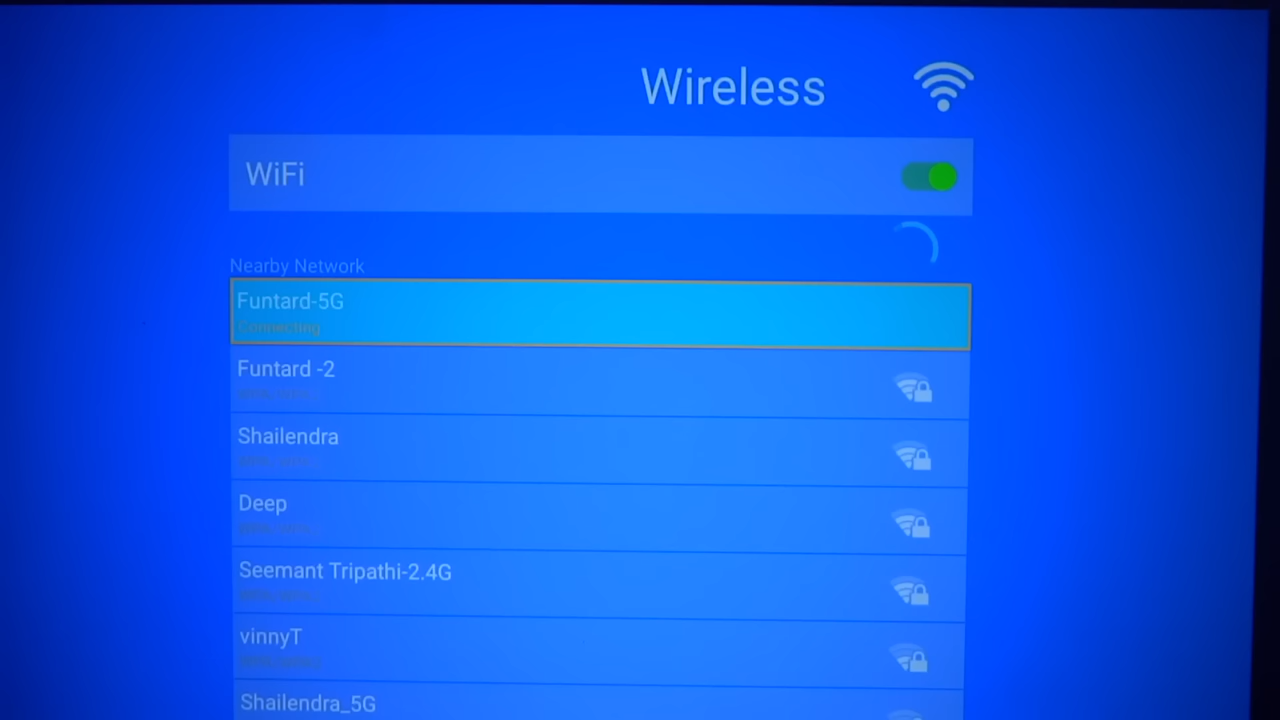 Wireless
WiFi
Nearby Network
Funtard-5G
Connecting
Funtard -2
Shailendra
Deep
Seemant Tripathi-2.4G
vinnyT
Shailendra_5G